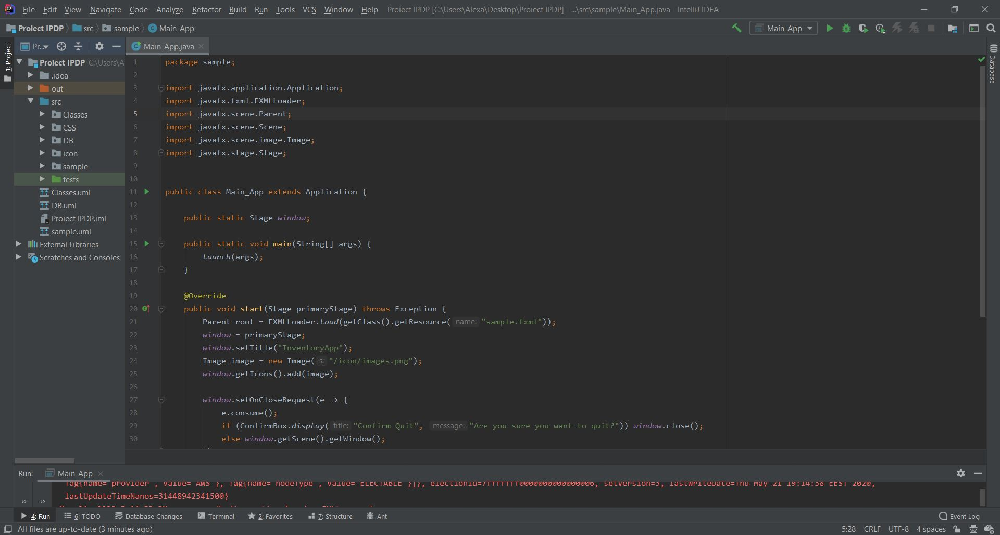 File Edit View Navigate Code Analyze Refactor Build Run Tools VCS Window Help Proiect IPDP [C:\Users\Alexa\Desktop\Proiect IPDP] - ...\src\sample\Main_App.java - IntelliJ IDEA
Proiect IPDP src sample Main_App Main_App
1: Project
Pr... Main_App.java
Proiect IPDP C:\Users\A
.idea
out
src
Classes
CSS
DB
icon
sample
tests
Classes.uml
DB.uml
Proiect IPDP.iml
sample.uml
External Libraries
Scratches and Consoles
1 package sample;
2
3 import javafx.application.Application;
4 import javafx.fxml.FXMLLoader;
5 import javafx.scene.Parent;
6 import javafx.scene.Scene;
7 import javafx.scene.image.Image;
8 import javafx.stage.Stage;
9
10
11 public class Main_App extends Application {
12
13 public static Stage window;
14
15 public static void main(String[] args) {
16 launch(args);
17 }
18
19 @Override
20 public void start(Stage primaryStage) throws Exception {
21 Parent root = FXMLLoader.load(getClass().getResource( name: "sample.fxml"));
22 window = primaryStage;
23 window.setTitle("InventoryApp");
24 Image image = new Image( s: "/icon/images.png");
25 window.getIcons().add(image);
26
27 window.setOnCloseRequest(e -> {
28 e.consume();
29 if (ConfirmBox.display( title: "Confirm Quit", message: "Are you sure you want to quit?")) window.close();
30 else window.getScene().getWindow();
Database
Run: Main_App
Tag{name='provider', value='AWS'}, Tag{name='nodeType', value='ELECTABLE'}]}, electionId=7fffffff0000000000000006, setVersion=3, lastWriteDate=Thu May 21 19:14:38 EEST 2020,
lastUpdateTimeNanos=31448942341500}
4: Run 6: TODO Database Changes Terminal 2: Favorites 7: Structure Ant Event Log
All files are up-to-date (3 minutes ago) 5:28 CRLF UTF-8 4 spaces